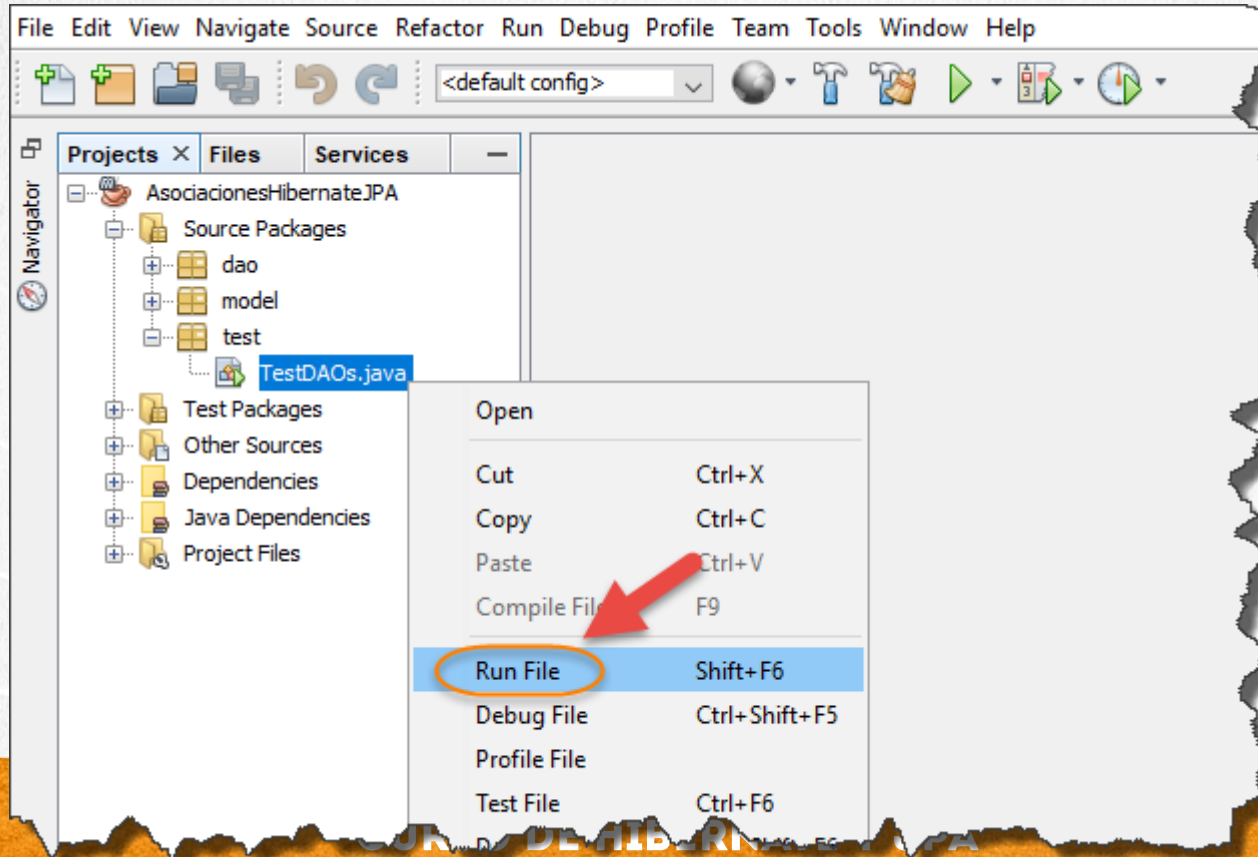 File Edit View Navigate Source Refactor Run Debug Profile Team Tools Window Help
<default config>
Projects Files Services
Navigator
AsociacionesHibernateJPA
Source Packages
dao
model
test
TestDAOs.java
Test Packages
Other Sources
Dependencies
Java Dependencies
Project Files
Open
Cut Ctrl+X
Copy Ctrl+C
Paste Ctrl+V
Compile File F9
Run File Shift+F6
Debug File Ctrl+Shift+F5
Profile File
Test File Ctrl+F6
DE